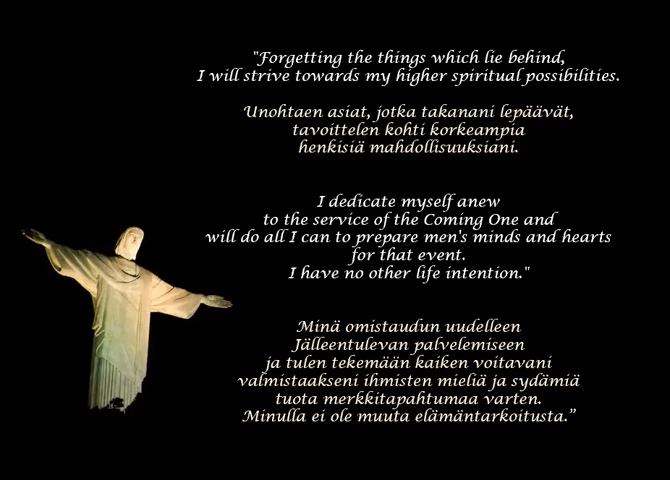 "Forgetting the things which lie behind,
I will strive towards my higher spiritual possibilities.
Unohtaen asiat, jotka takanani lepäävät,
tavoittelen kohti korkeampia
henkisiä mahdollisuuksiani.
I dedicate myself anew
to the service of the Coming One and
will do all I can to prepare men's minds and hearts
for that event.
I have no other life intention."
Minä omistaudun uudelleen
Jälleentulevan palvelemiseen
ja tulen tekemään kaiken voitavani
valmistaakseni ihmisten mieliä ja sydämiä
tuota merkkitapahtumaa varten.
Minulla ei ole muuta elämäntarkoitusta.”